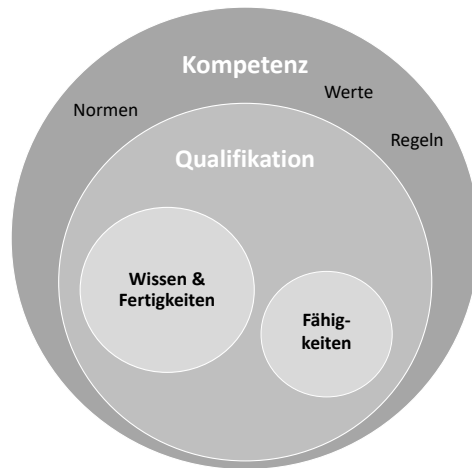 Kompetenz
Werte
Normen
Regeln
Qualifikation
Wissen &
Fertigkeiten
Fähig-
keiten